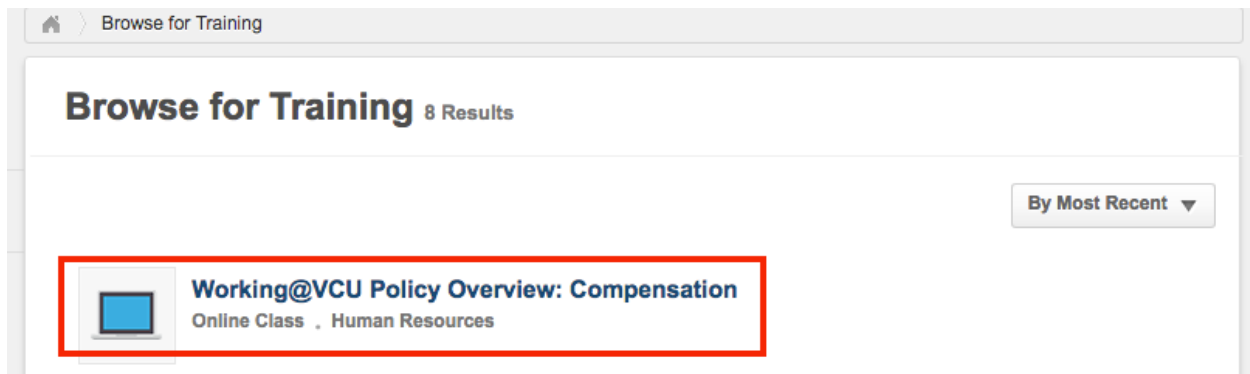 Browse for Training
Browse for Training 8 Results
By Most Recent
Working@VCU Policy Overview: Compensation
Online Class . Human Resources